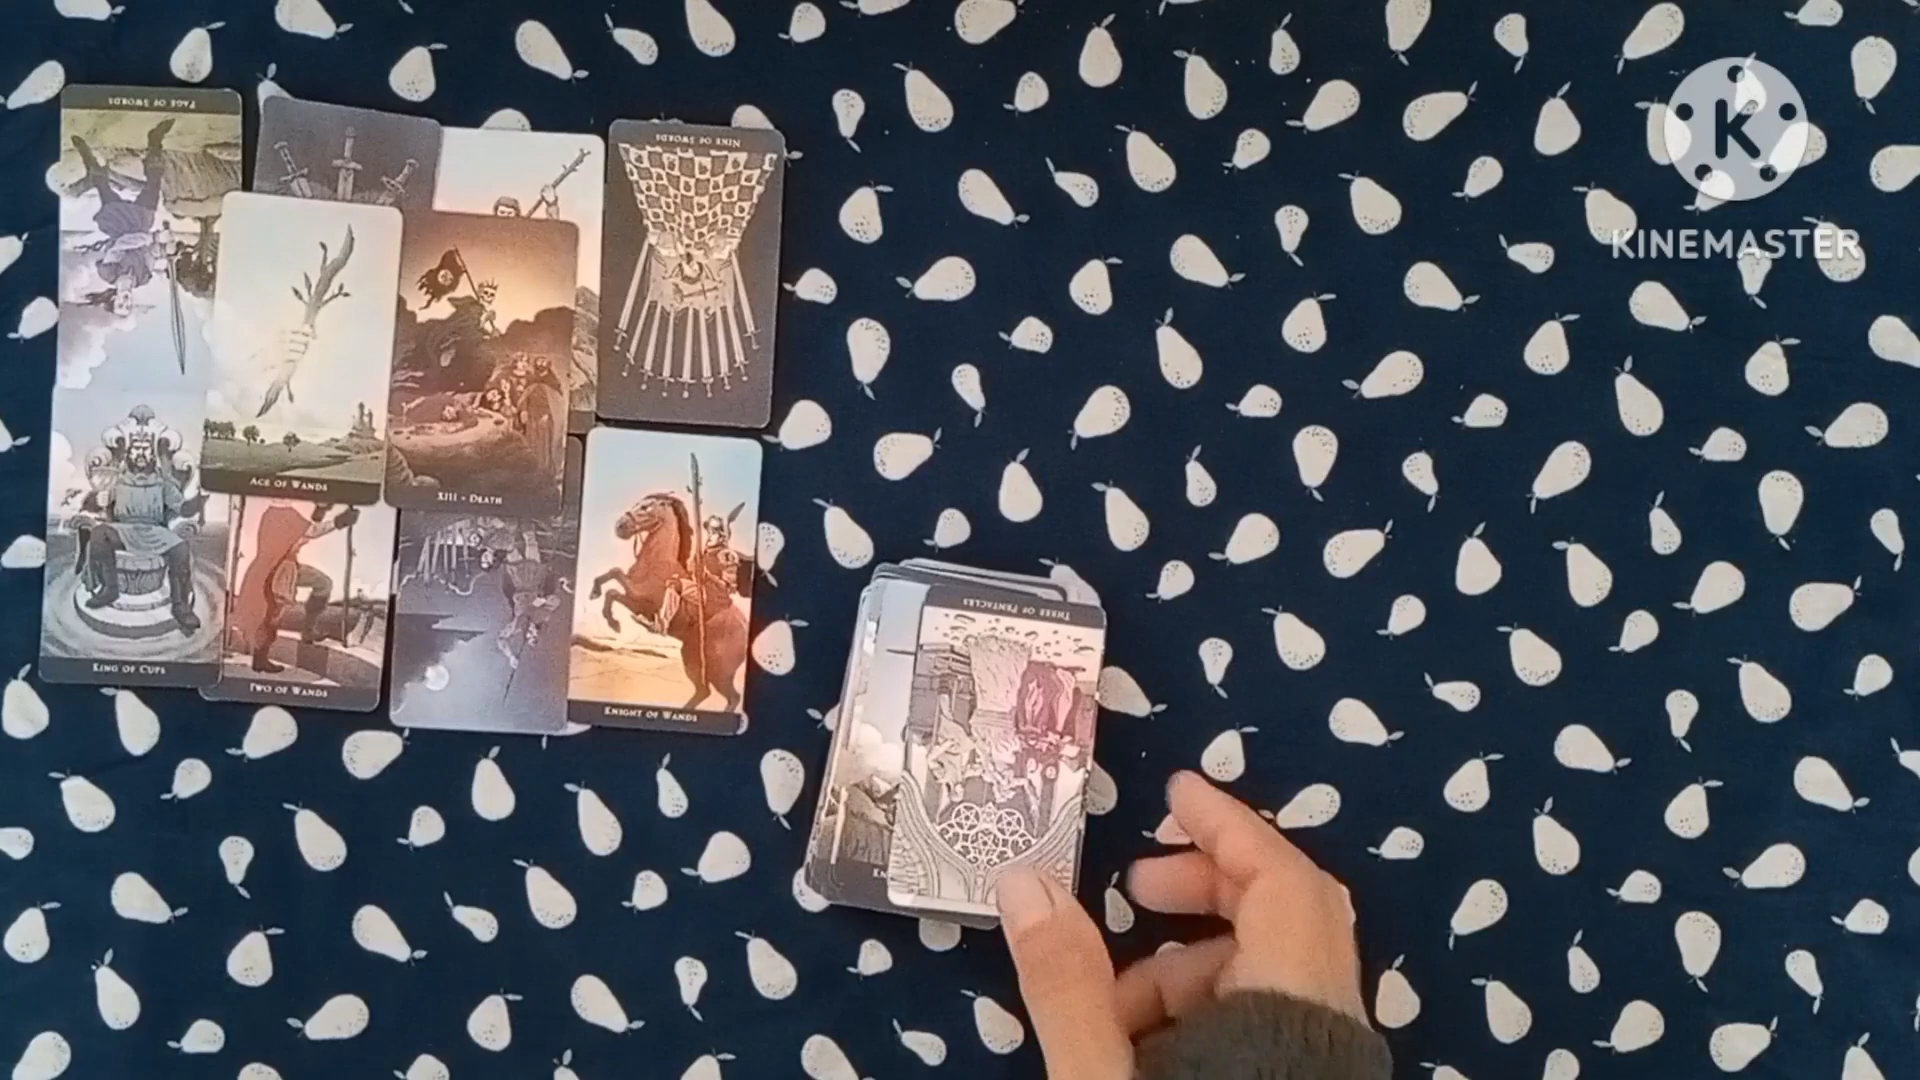 PAGE OF SWORDS
NINE OF SWORDS
K
KINEMASTER
ACE OF WANDS
XIII - DEATH
KING OF CUPS
TWO OF WANDS
KNIGHT OF WANDS
THREE OF PENTACLES
KN